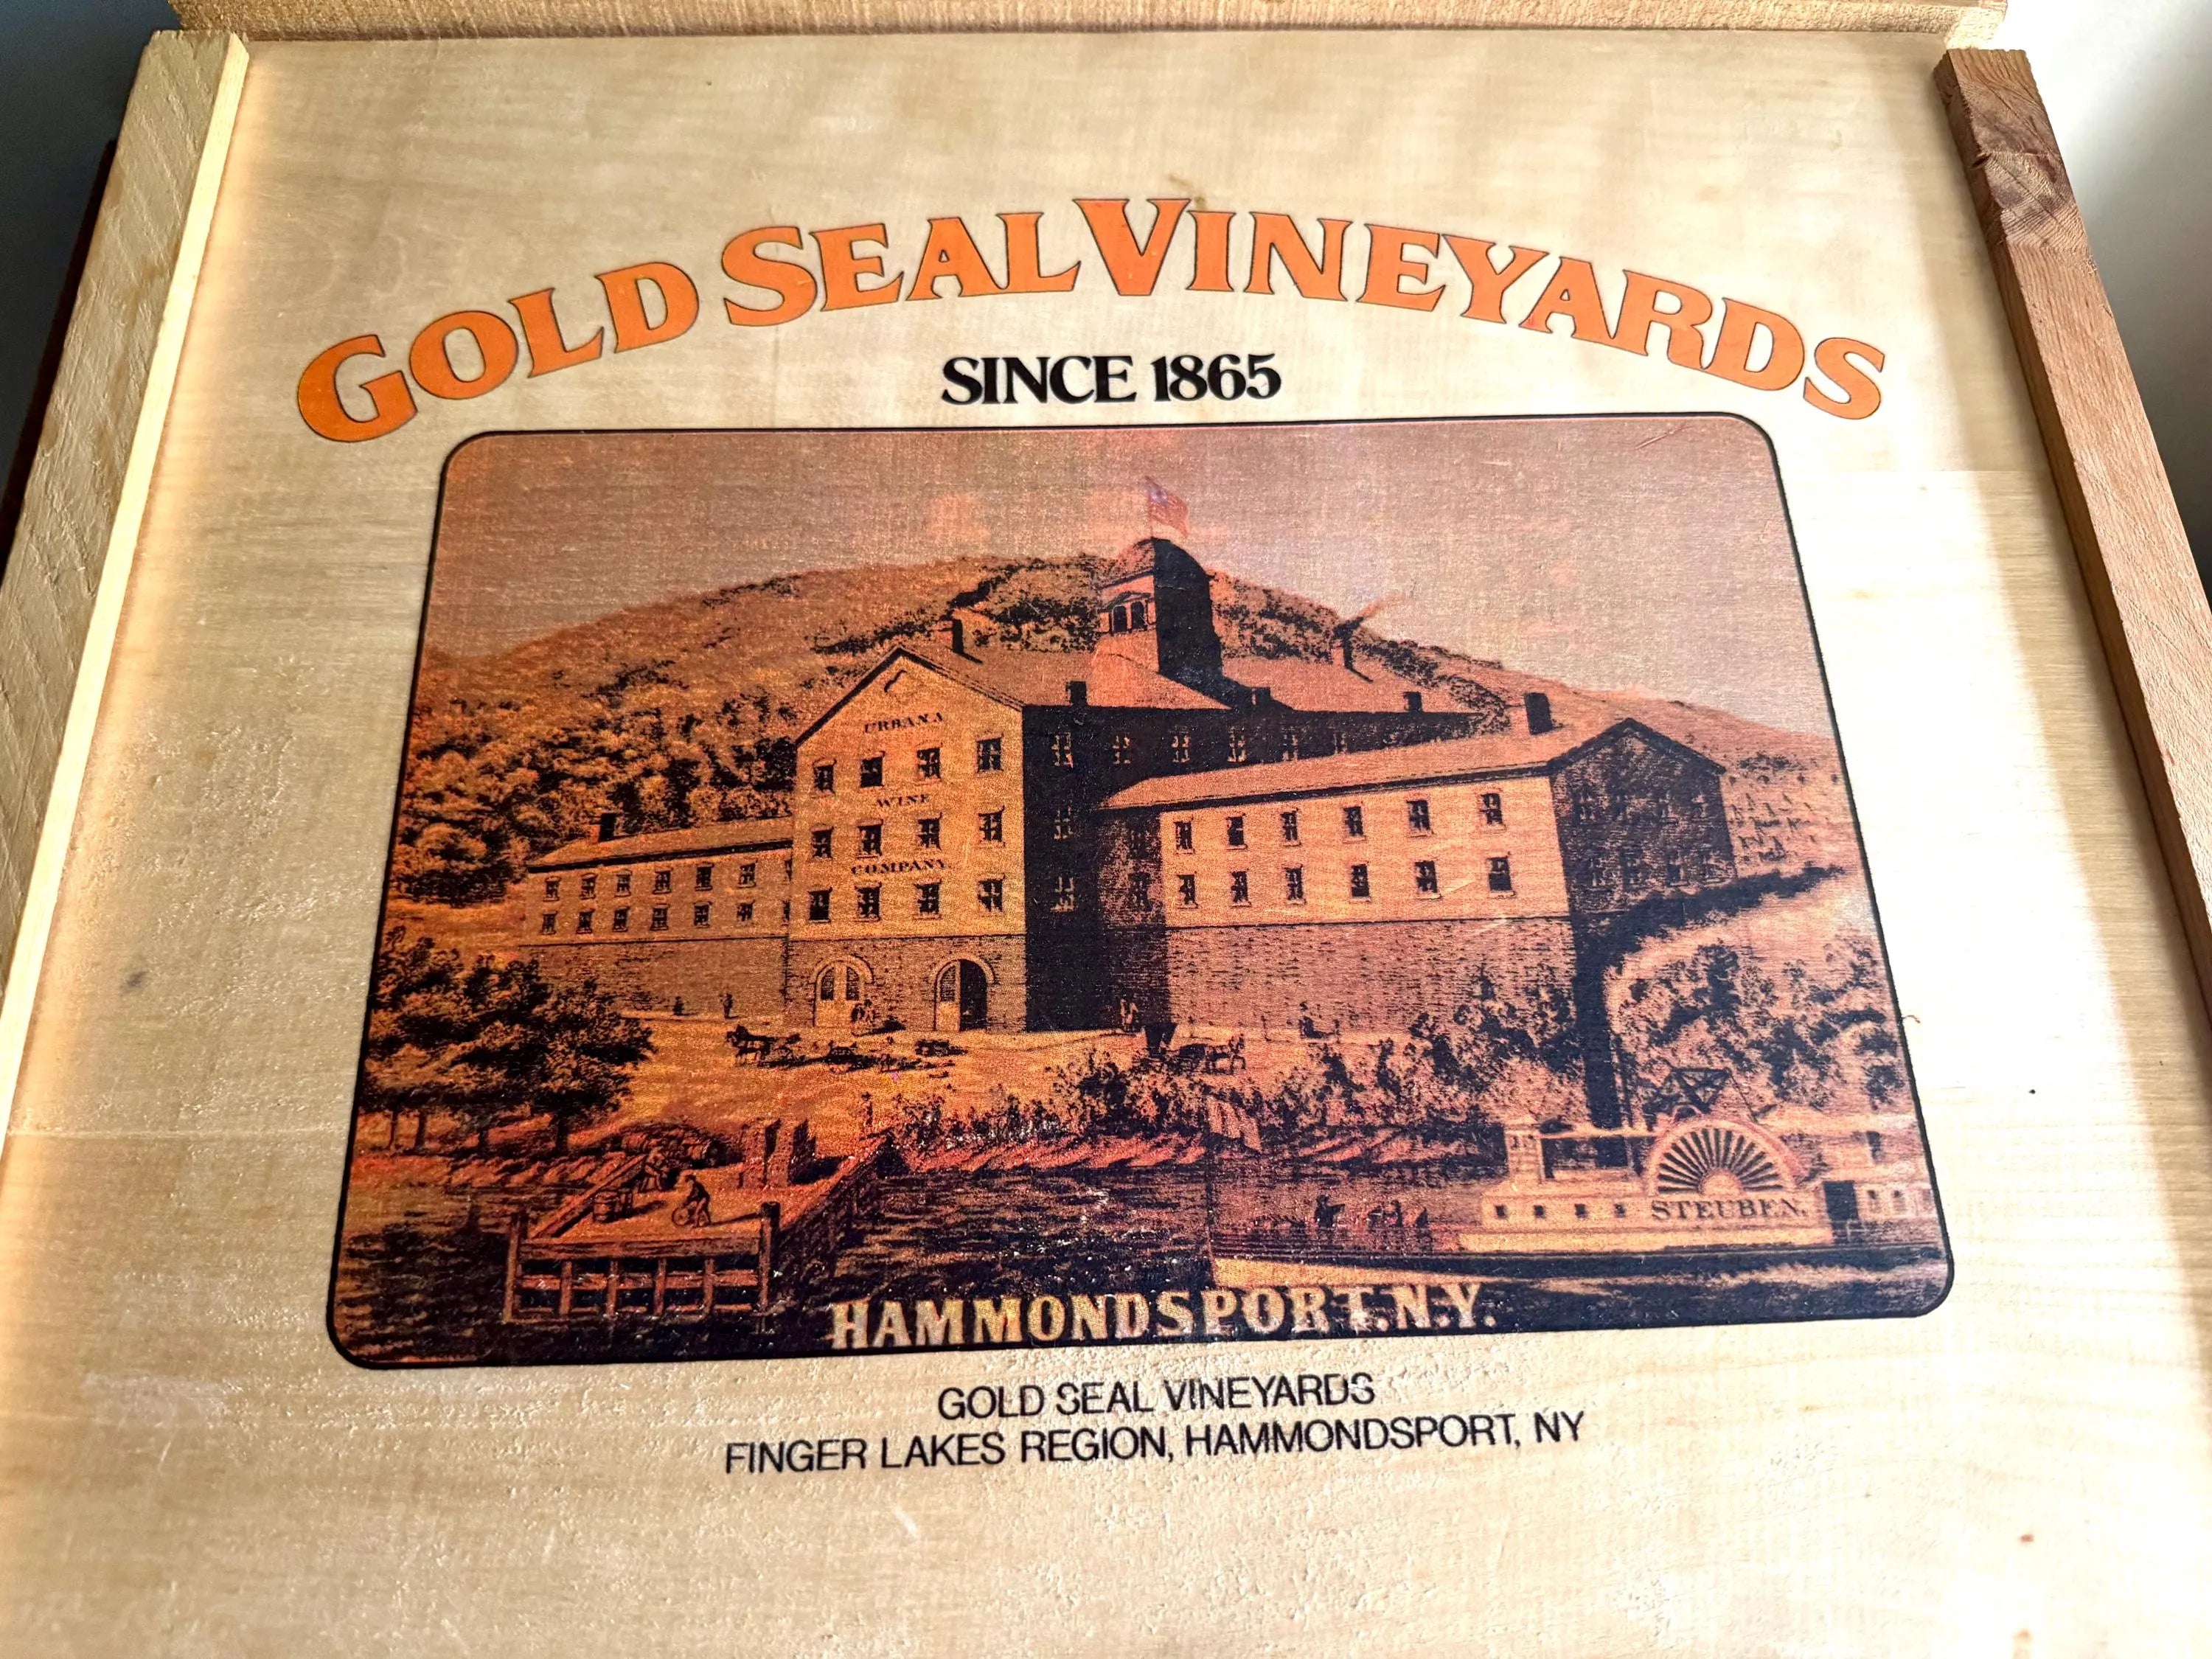 GOLD SEAL VINEYARDS
SINCE 1865
URBANA
WINE
COMPANY
STEUBEN.
HAMMONDSPORT.N.Y.
GOLD SEAL VINEYARDS
FINGER LAKES REGION, HAMMONDSPORT, NY